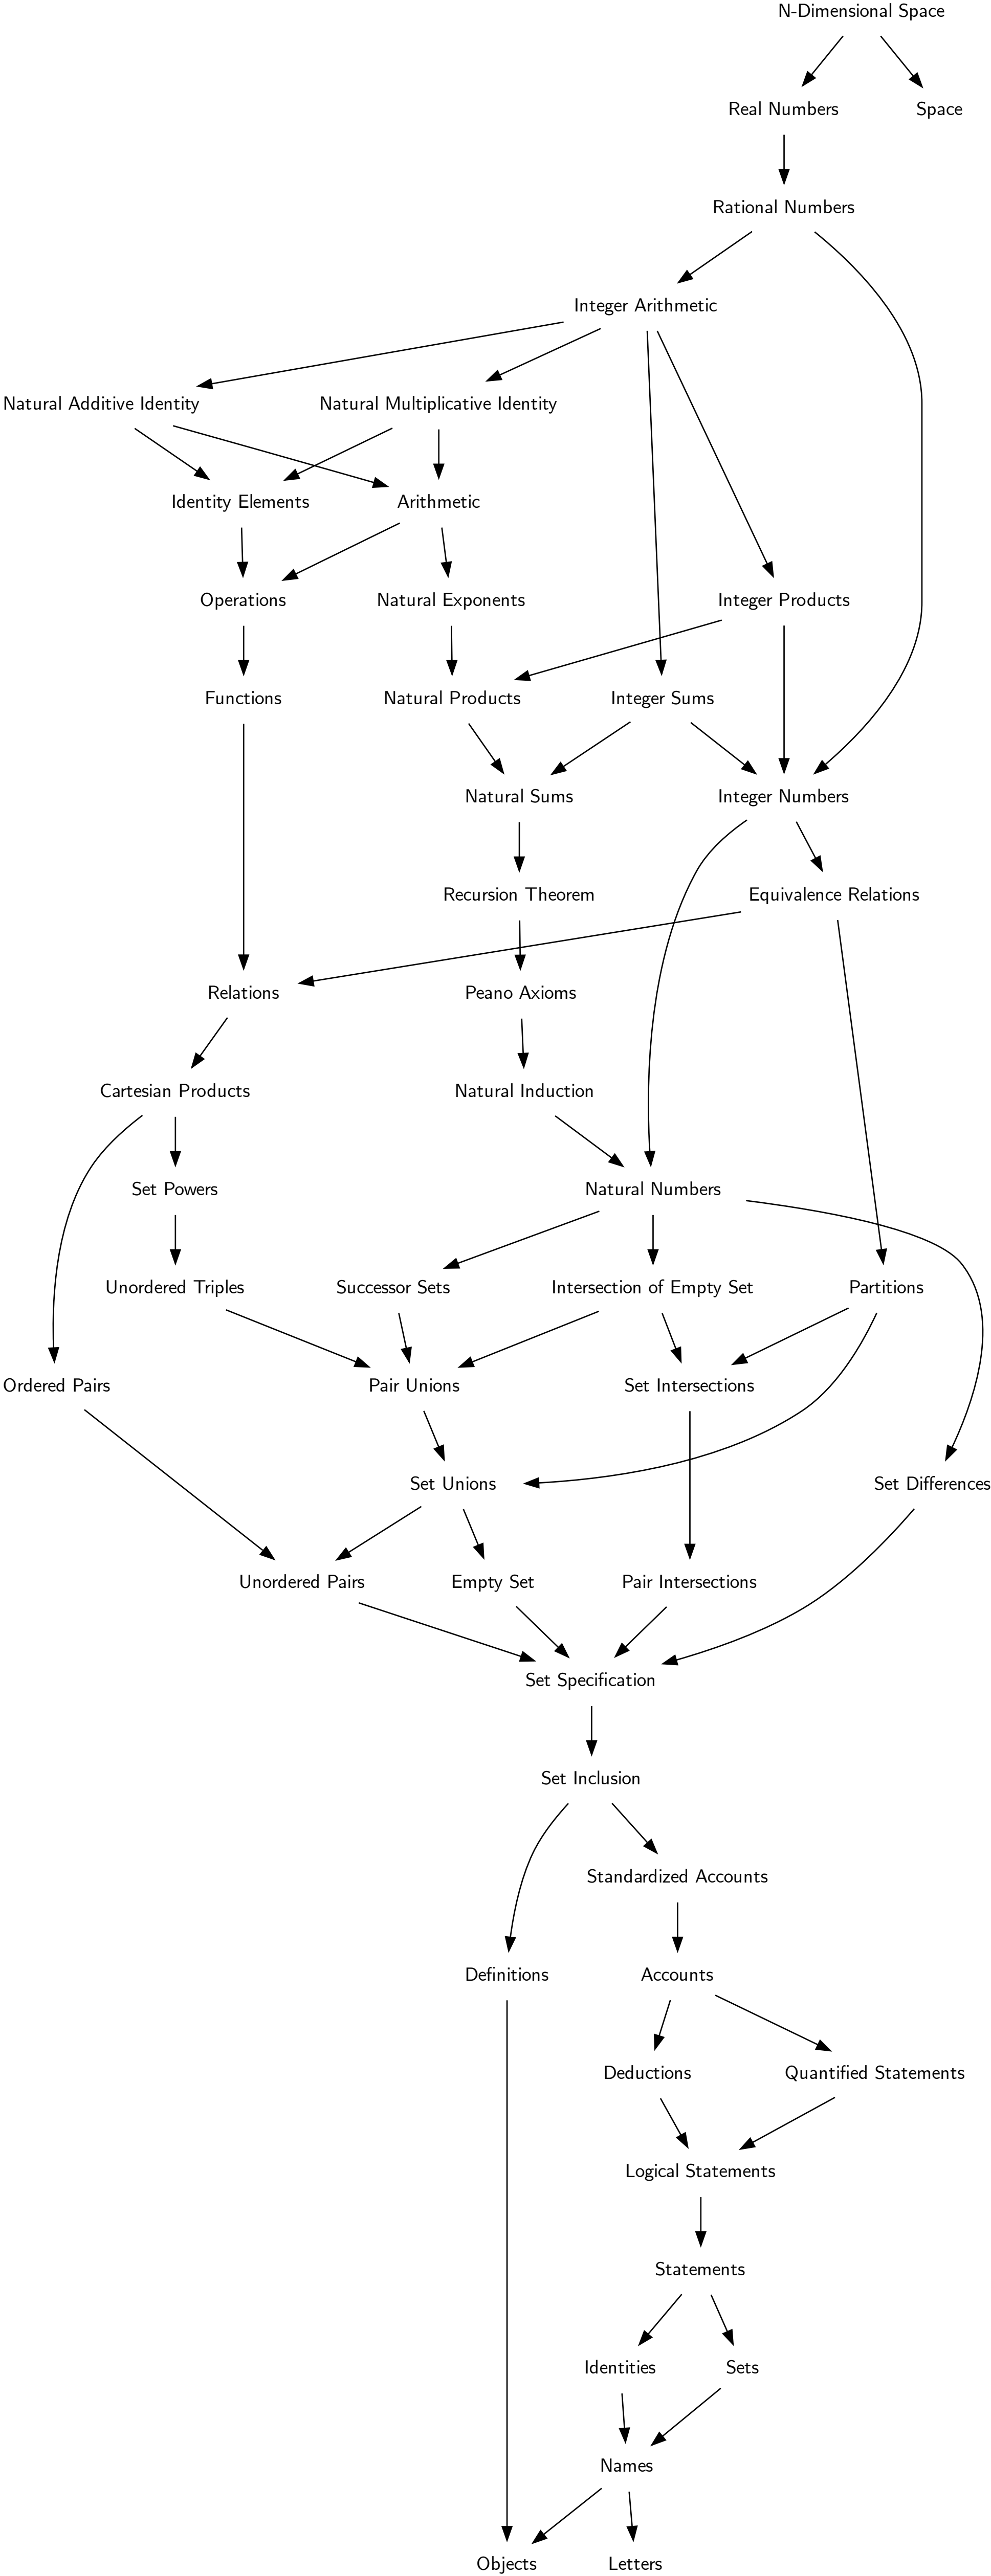 N-Dimensional Space
Real Numbers
Space
Rational Numbers
Integer Arithmetic
Natural Additive Identity
Natural Multiplicative Identity
Identity Elements
Arithmetic
Operations
Natural Exponents
Integer Products
Functions
Natural Products
Integer Sums
Natural Sums
Integer Numbers
Recursion Theorem
Equivalence Relations
Relations
Peano Axioms
Cartesian Products
Natural Induction
Set Powers
Natural Numbers
Unordered Triples
Successor Sets
Intersection of Empty Set
Partitions
Ordered Pairs
Pair Unions
Set Intersections
Set Unions
Set Differences
Unordered Pairs
Empty Set
Pair Intersections
Set Specification
Set Inclusion
Standardized Accounts
Definitions
Accounts
Deductions
Quantified Statements
Logical Statements
Statements
Identities
Sets
Names
Objects
Letters